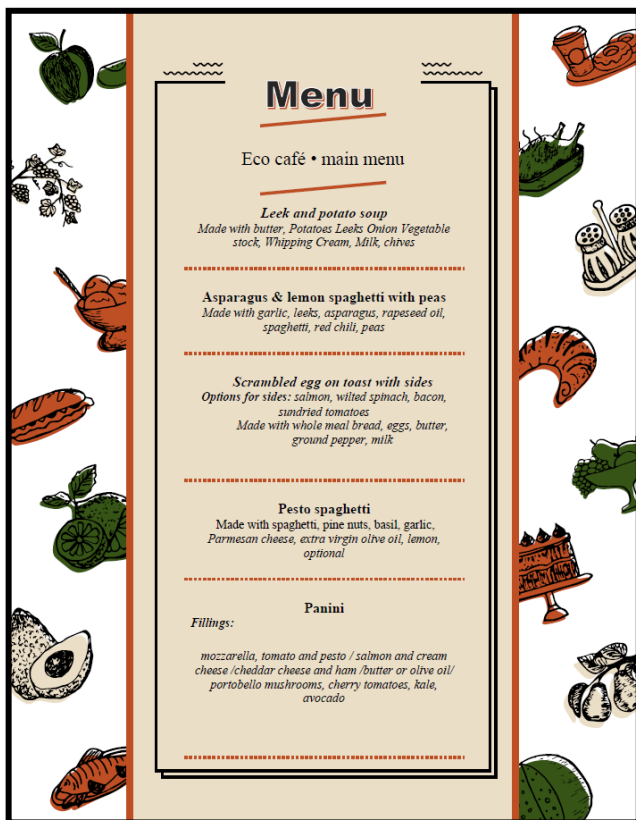 Menu
Eco café • main menu
Leek and potato soup
Made with butter, Potatoes Leeks Onion Vegetable
stock, Whipping Cream, Milk, chives
Asparagus & lemon spaghetti with peas
Made with garlic, leeks, asparagus, rapeseed oil,
spaghetti, red chili, peas
Scrambled egg on toast with sides
Options for sides: salmon, wilted spinach, bacon,
sundried tomatoes
Made with whole meal bread, eggs, butter,
ground pepper, milk
Pesto spaghetti
Made with spaghetti, pine nuts, basil, garlic,
Parmesan cheese, extra virgin olive oil, lemon,
optional
Panini
Fillings:
mozzarella, tomato and pesto / salmon and cream
cheese /cheddar cheese and ham /butter or olive oil/
portobello mushrooms, cherry tomatoes, kale,
avocado